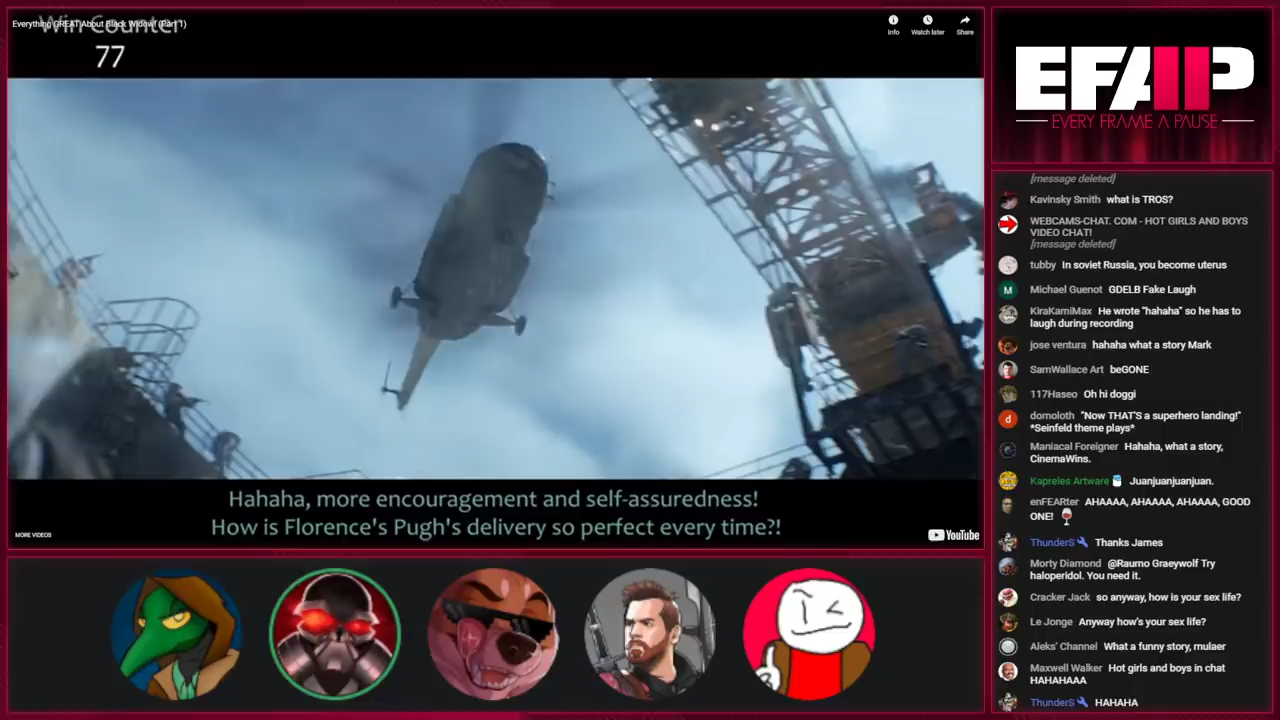 Everything GREAT About Black Widow! (Part 1)
Win Counter
77
Info
Watch later
Share
Hahaha, more encouragement and self-assuredness!
How is Florence's Pugh's delivery so perfect every time?!
MORE VIDEOS
YouTube
EFAP
EVERY FRAME A PAUSE
[message deleted]
Kavinsky Smith what is TROS?
WEBCAMS-CHAT. COM - HOT GIRLS AND BOYS
VIDEO CHAT!
[message deleted]
tubby In soviet Russia, you become uterus
M
Michael Guenot GDELB Fake Laugh
KiraKamiMax He wrote "hahaha" so he has to
laugh during recording
jose ventura hahaha what a story Mark
SamWallace Art beGONE
117Haseo Oh hi doggi
d
domoloth "Now THAT'S a superhero landing!"
*Seinfeld theme plays*
Maniacal Foreigner Hahaha, what a story,
CinemaWins.
Kapreles Artware Juanjuanjuanjuan.
enFEARter AHAAAA, AHAAAA, AHAAAA, GOOD
ONE!
ThunderS Thanks James
Morty Diamond @Raumo Graeywolf Try
haloperidol. You need it.
Cracker Jack so anyway, how is your sex life?
Le Jonge Anyway how's your sex life?
Aleks' Channel What a funny story, mulaer
Maxwell Walker Hot girls and boys in chat
HAHAHAAA
ThunderS HAHAHA